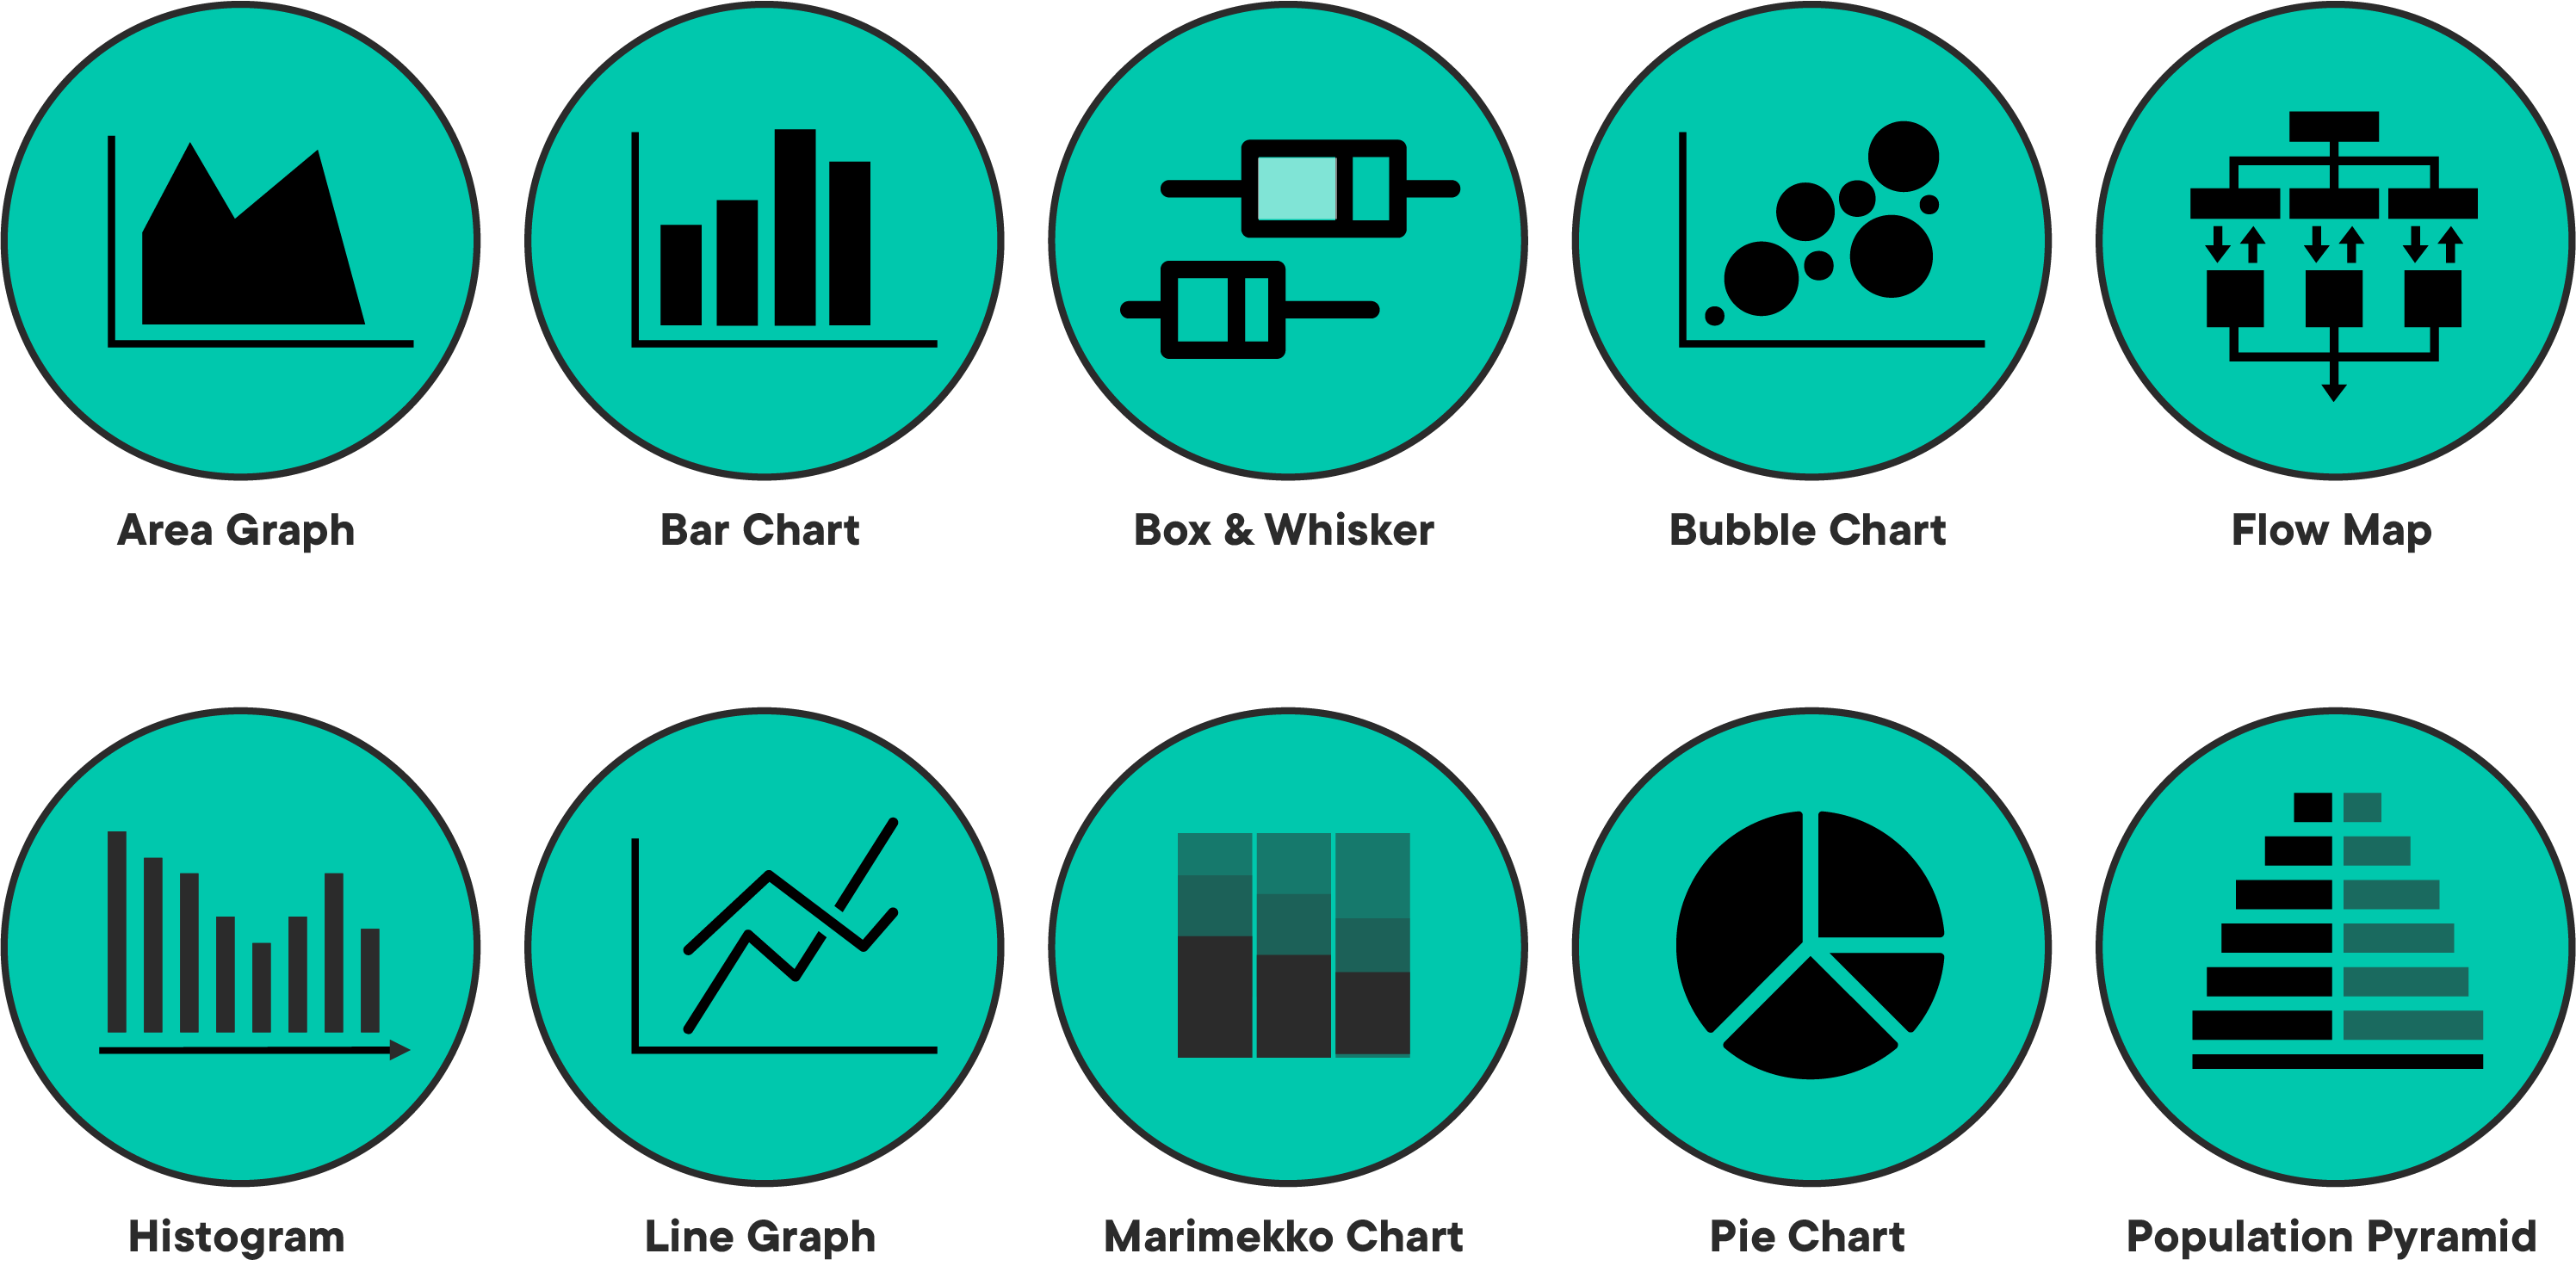 Area Graph
Bar Chart
Box & Whisker
Bubble Chart
Flow Map
Histogram
Line Graph
Marimekko Chart
Pie Chart
Population Pyramid